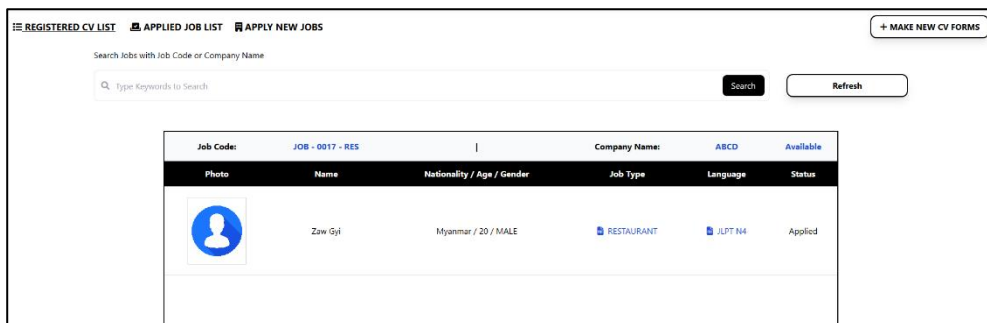 REGISTERED CV LIST APPLIED JOB LIST APPLY NEW JOBS + MAKE NEW CV FORMS
Search Jobs with Job Code or Company Name
Type Keywords to Search Search Refresh
Job Code: JOB - 0017 - RES | Company Name: ABCD Available
Photo Name Nationality / Age / Gender Job Type Language Status
Zaw Gyi Myanmar / 20 / MALE RESTAURANT JLPT N4 Applied